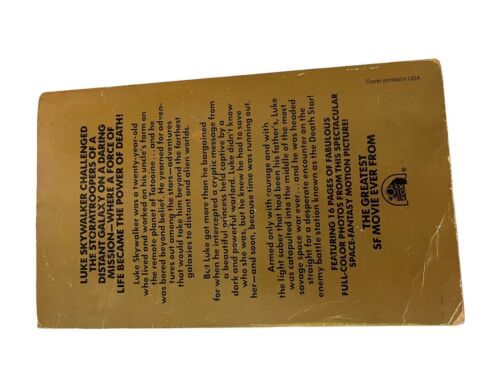 LUKE SKYWALKER CHALLENGED
THE STORMTROOPERS OF A
DISTANT GALAXY ON A DARING
MISSION—WHERE A FORCE OF
LIFE BECAME THE POWER OF DEATH!
Luke Skywalker was a twenty-year-old
who lived and worked on his uncle's farm on
the remote planet of Tatooine...and he
was bored beyond belief. He yearned for adven-
tures out among the stars—adventures
that would take him beyond the farthest
galaxies to distant and alien worlds.
But Luke got more than he bargained
for when he intercepted a cryptic message from
a beautiful princess held captive by a
dark and powerful warlord. Luke didn't know
who she was, but he knew he had to save
her—and soon, because time was running out.
Armed only with courage and with
the light saber that had been his father's, Luke
was catapulted into the middle of the most
savage space war ever...and he was headed
straight for a desperate encounter on the
enemy battle station known as the Death Star!
FEATURING 16 PAGES OF FABULOUS
FULL-COLOR PHOTOS FROM THIS SPECTACULAR
SPACE-FANTASY MOTION PICTURE!
THE GREATEST
SF MOVIE EVER FROM
Cover printed in USA